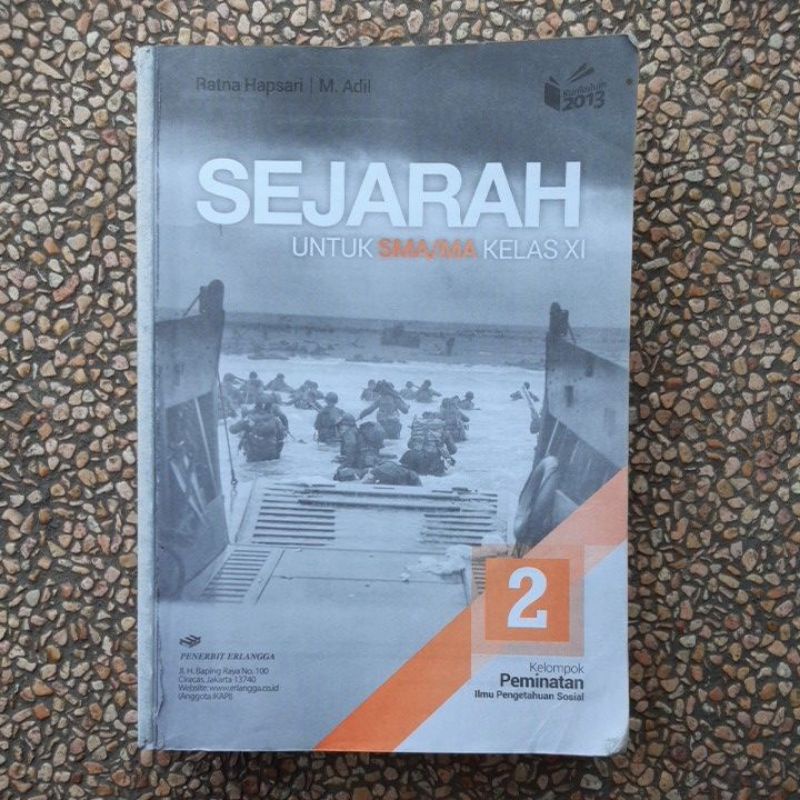 Ratna Hapsari | M. Adil
Kurikulum
2013
SEJARAH
UNTUK SMA/MA KELAS XI
2
Kelompok
Peminatan
Ilmu Pengetahuan Sosial
PENERBIT ERLANGGA
Jl. H. Baping Raya No. 100
Ciracas, Jakarta 13740
Website: www.erlangga.co.id
(Anggota IKAPI)